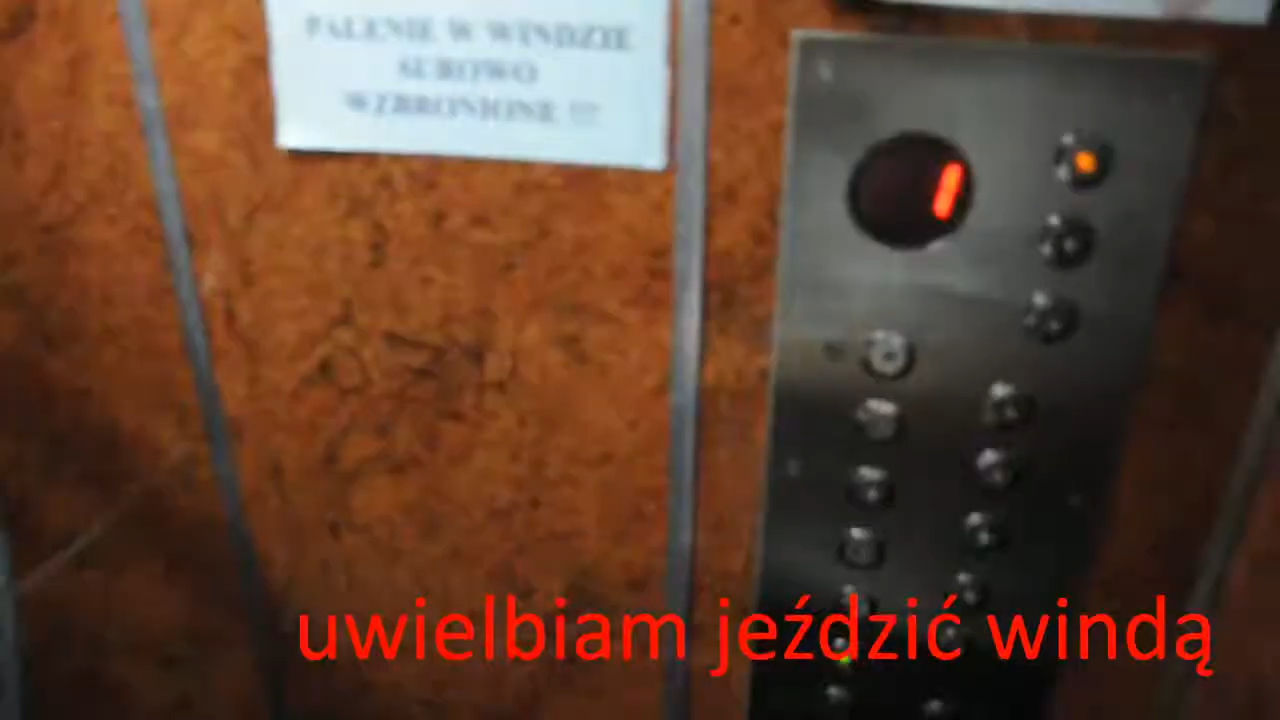 PALENIE W WINDZIE
SUROWO
WZBRONIONE !!!
1
uwielbiam jeździć windą